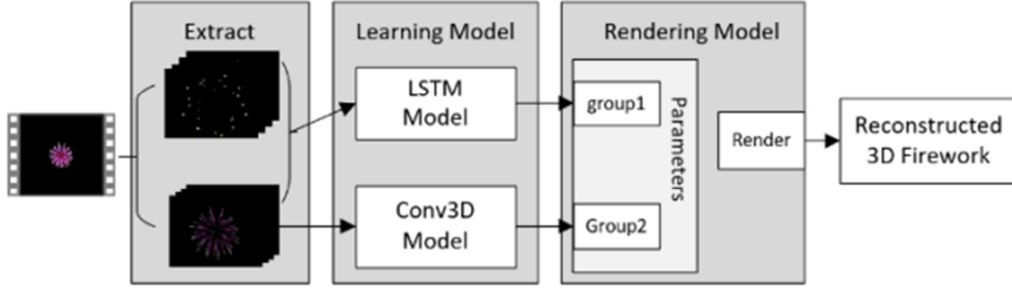 Extract
Learning Model
Rendering Model
LSTM
Model
Conv3D
Model
group1
Group2
Parameters
Render
Reconstructed
3D Firework